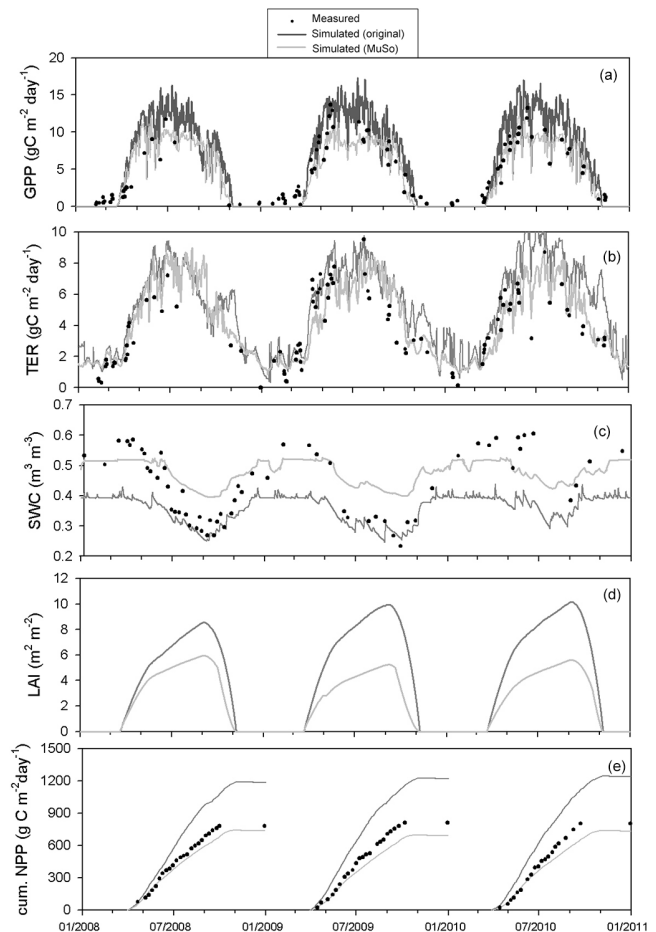 Measured
Simulated (original)
Simulated (MuSo)
(a)
GPP (gC m⁻² day⁻¹)
20
15
10
5
0
(b)
TER (gC m⁻² day⁻¹)
10
8
6
4
2
0
(c)
SWC (m³ m⁻³)
0.7
0.6
0.5
0.4
0.3
0.2
(d)
LAI (m² m⁻²)
12
10
8
6
4
2
0
(e)
cum. NPP (g C m⁻²day⁻¹)
1500
1200
900
600
300
0
01/2008 07/2008 01/2009 07/2009 01/2010 07/2010 01/2011